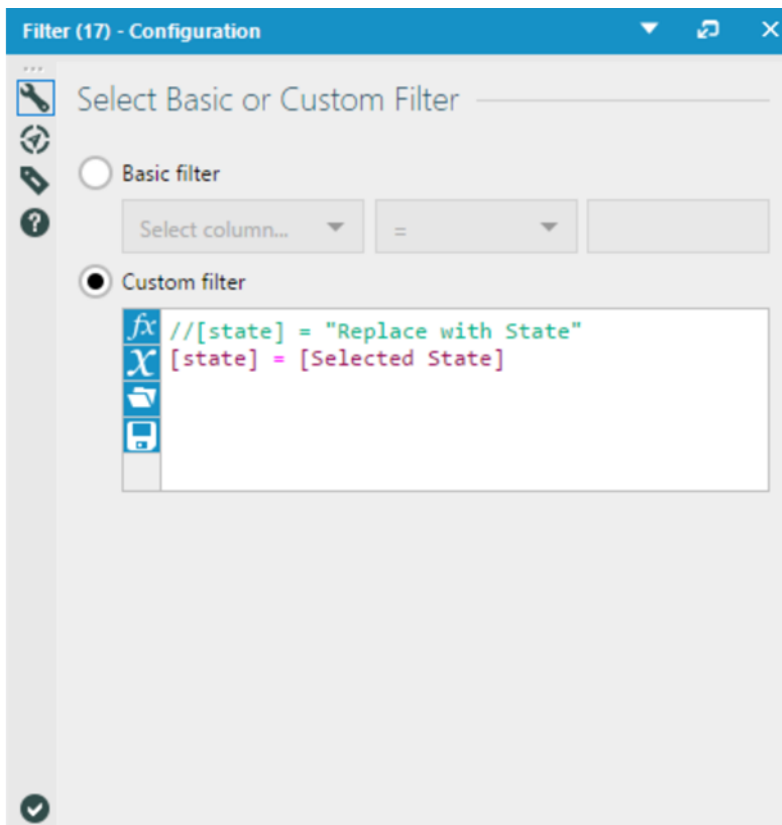 Filter (17) - Configuration
Select Basic or Custom Filter
Basic filter
Select column... =
Custom filter
fx //[state] = "Replace with State"
X [state] = [Selected State]